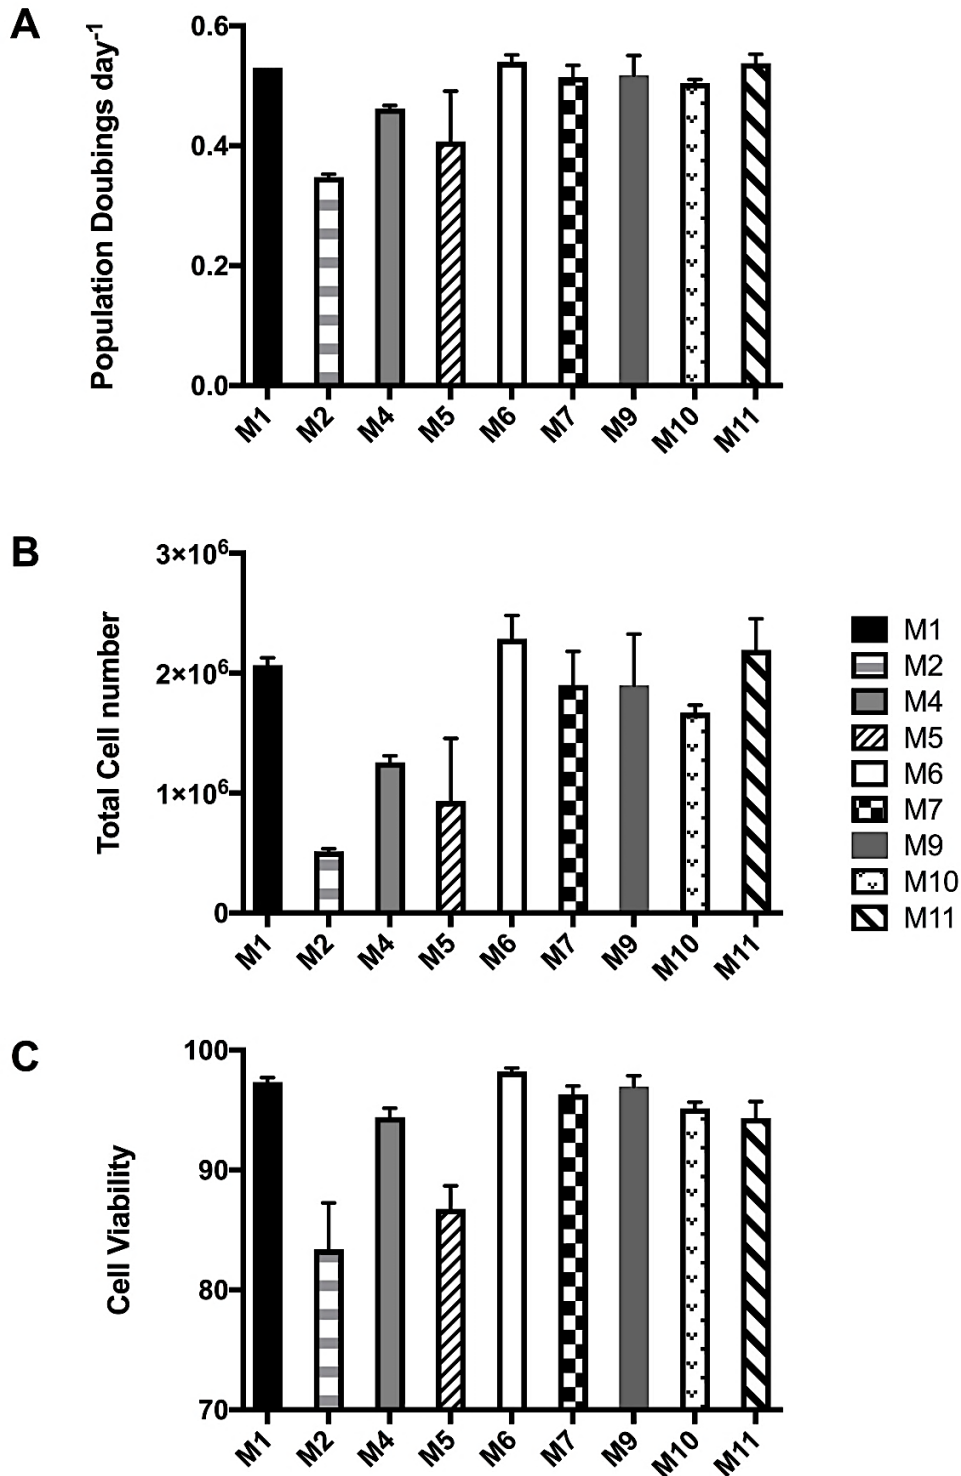 A
Population Doubings day-1
0.6
0.4
0.2
0.0
M1 M2 M4 M5 M6 M7 M9 M10 M11
B
Total Cell number
3×10⁶
2×10⁶
1×10⁶
0
M1 M2 M4 M5 M6 M7 M9 M10 M11
M1
M2
M4
M5
M6
M7
M9
M10
M11
C
Cell Viability
100
90
80
70
M1 M2 M4 M5 M6 M7 M9 M10 M11